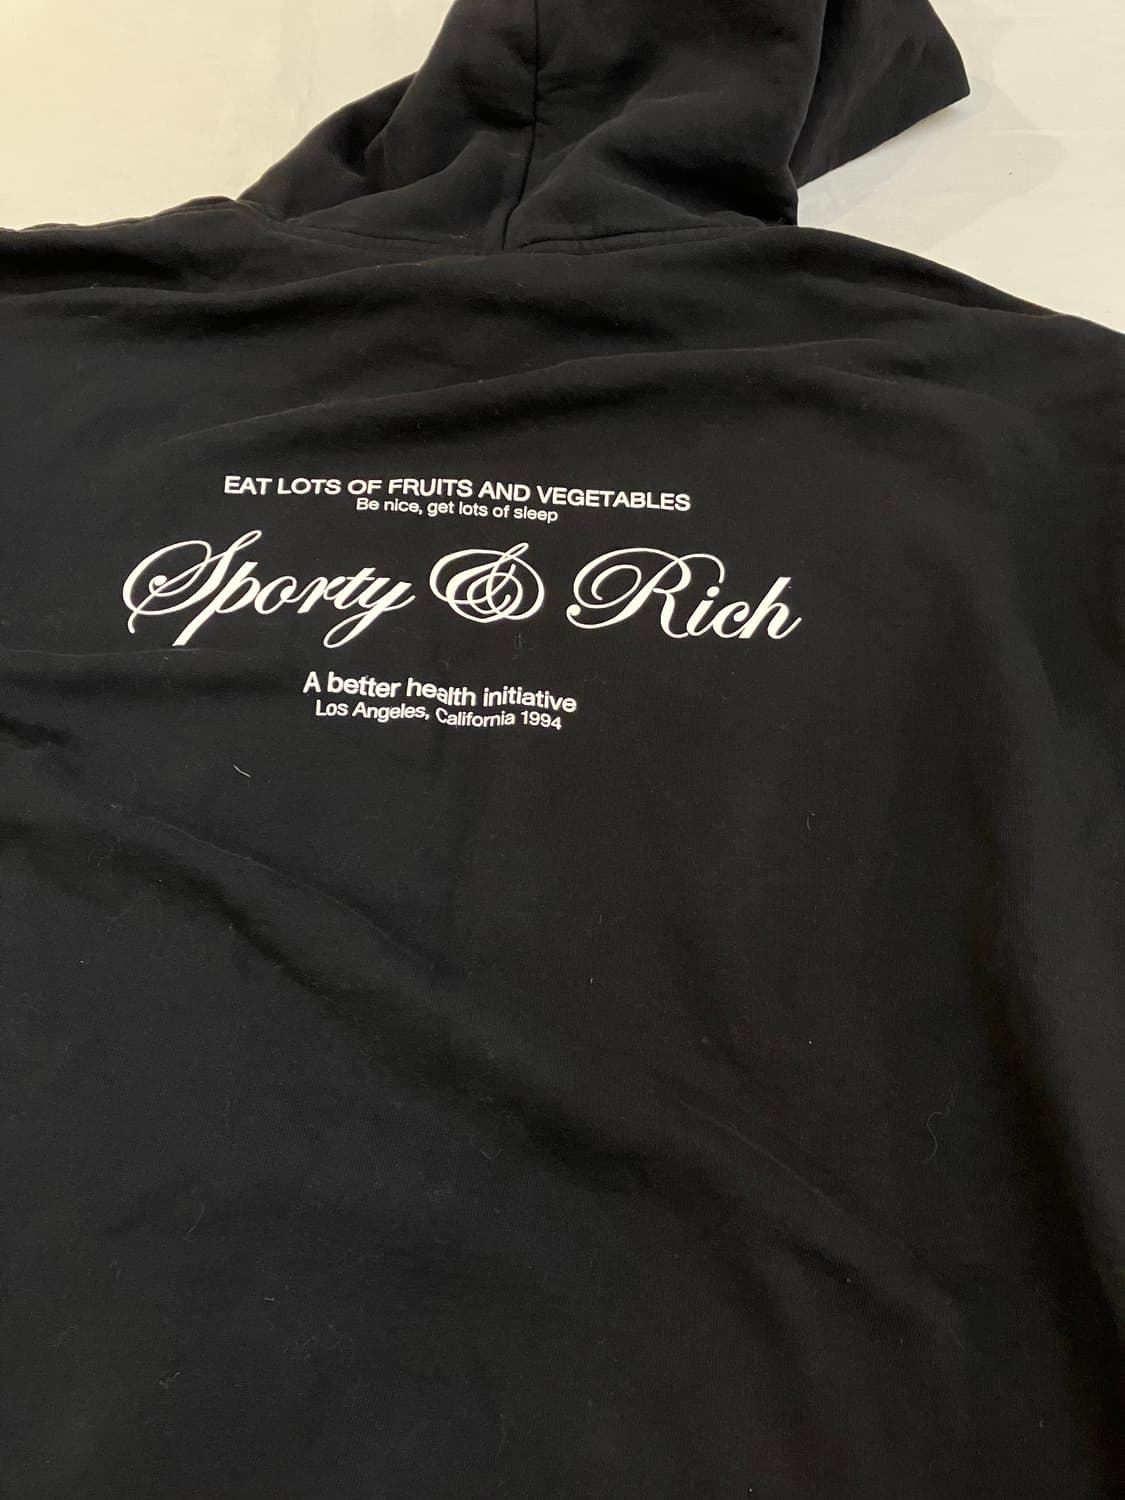 EAT LOTS OF FRUITS AND VEGETABLES
Be nice, get lots of sleep
Sporty & Rich
A better health initiative
Los Angeles, California 1994